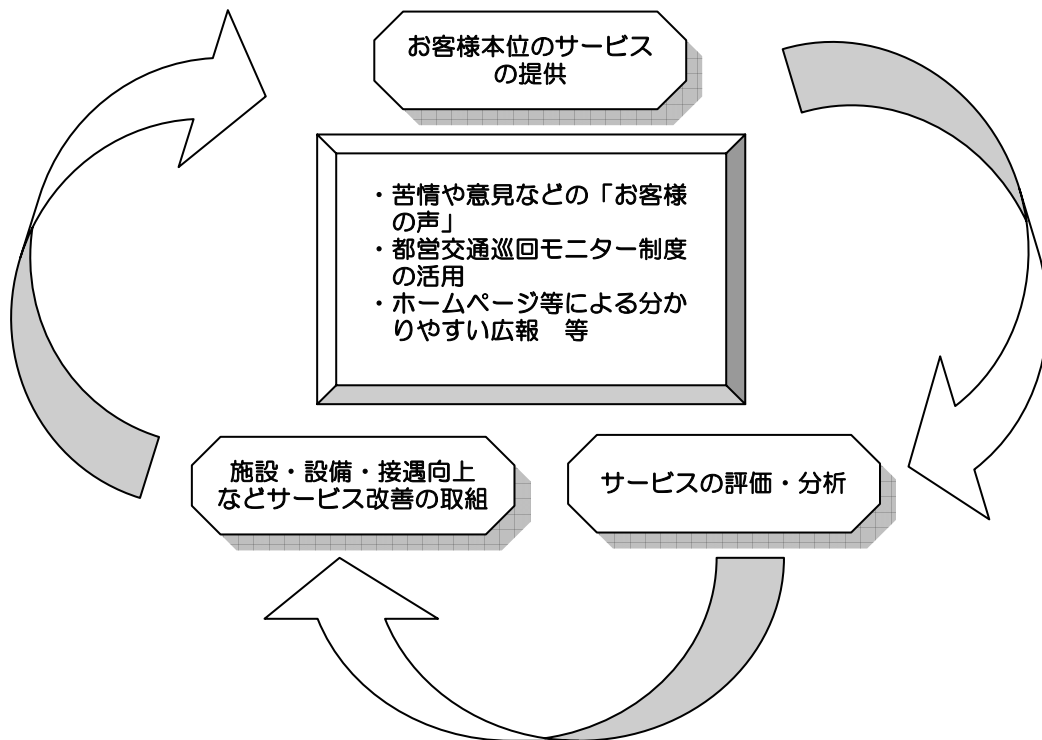 お客様本位のサービス
の提供
・苦情や意見などの「お客様
の声」
・都営交通巡回モニター制度
の活用
・ホームページ等による分か
りやすい広報　等
施設・設備・接遇向上
などサービス改善の取組
サービスの評価・分析